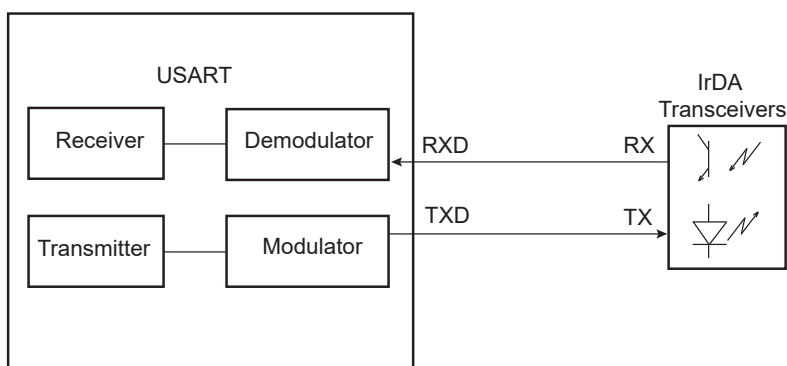 USART
IrDA
Transceivers
Receiver
Demodulator
RXD
RX
Transmitter
Modulator
TXD
TX